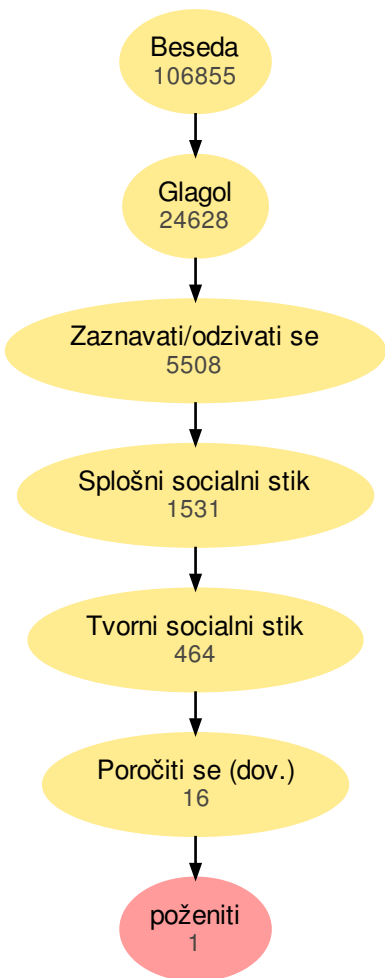 Beseda
106855
Glagol
24628
Zaznavati/odzivati se
5508
Splošni socialni stik
1531
Tvorni socialni stik
464
Poročiti se (dov.)
16
poženiti
1